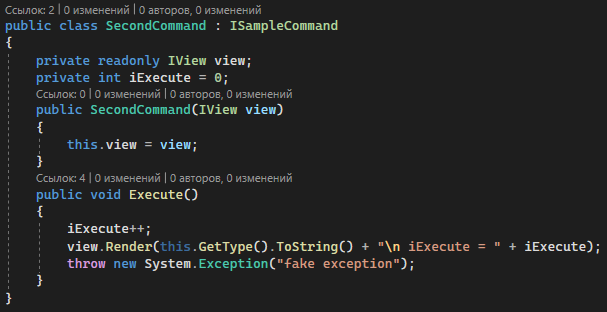 Ссылок: 2 | 0 изменений | 0 авторов, 0 изменений
public class SecondCommand : ISampleCommand
{
private readonly IView view;
private int iExecute = 0;
Ссылок: 0 | 0 изменений | 0 авторов, 0 изменений
public SecondCommand(IView view)
{
this.view = view;
}
Ссылок: 4 | 0 изменений | 0 авторов, 0 изменений
public void Execute()
{
iExecute++;
view.Render(this.GetType().ToString() + "\n iExecute = " + iExecute);
throw new System.Exception("fake exception");
}
}